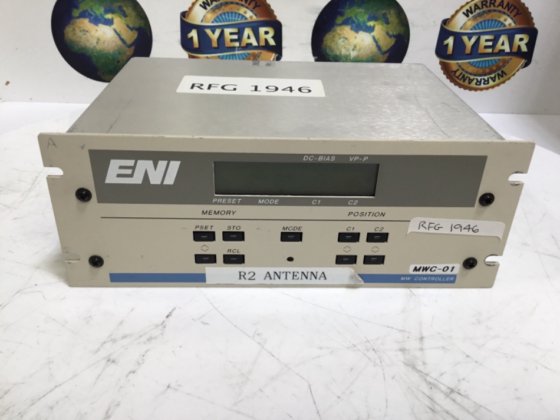 WARRANTY
1 YEAR
WARRANTY
WARRANTY
1 YEAR
WARRANTY
RFG 1946
A
ENI
DC-BIAS VP-P
PRESET MODE C1 C2
MEMORY POSITION
PSET STO MODE C1 C2
RFG 1946
RCL
R2 ANTENNA
MWC-01
MW CONTROLLER